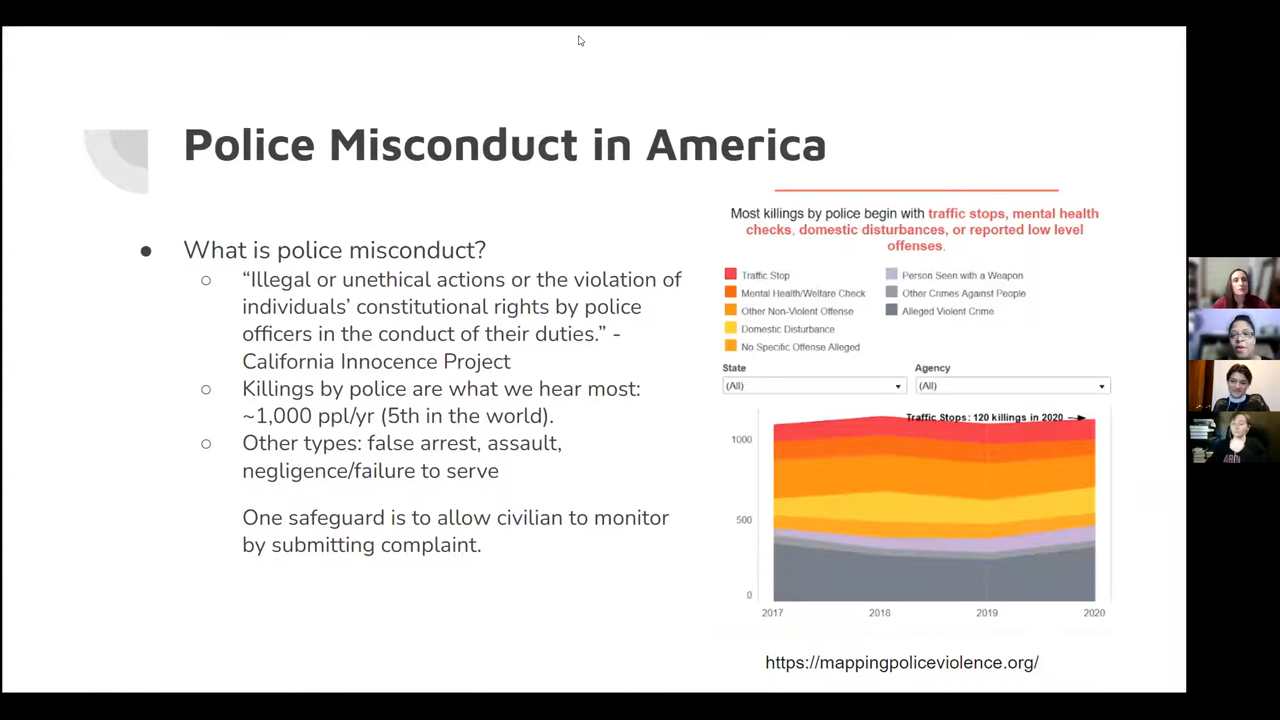 Police Misconduct in America
● What is police misconduct?
○ “Illegal or unethical actions or the violation of
individuals’ constitutional rights by police
officers in the conduct of their duties.” -
California Innocence Project
○ Killings by police are what we hear most:
~1,000 ppl/yr (5th in the world).
○ Other types: false arrest, assault,
negligence/failure to serve
One safeguard is to allow civilian to monitor
by submitting complaint.
Most killings by police begin with traffic stops, mental health
checks, domestic disturbances, or reported low level
offenses.
Traffic Stop
Mental Health/Welfare Check
Other Non-Violent Offense
Domestic Disturbance
No Specific Offense Alleged
Person Seen with a Weapon
Other Crimes Against People
Alleged Violent Crime
State
(All)
Agency
(All)
Traffic Stops: 120 killings in 2020
1000
500
0
2017 2018 2019 2020
https://mappingpoliceviolence.org/